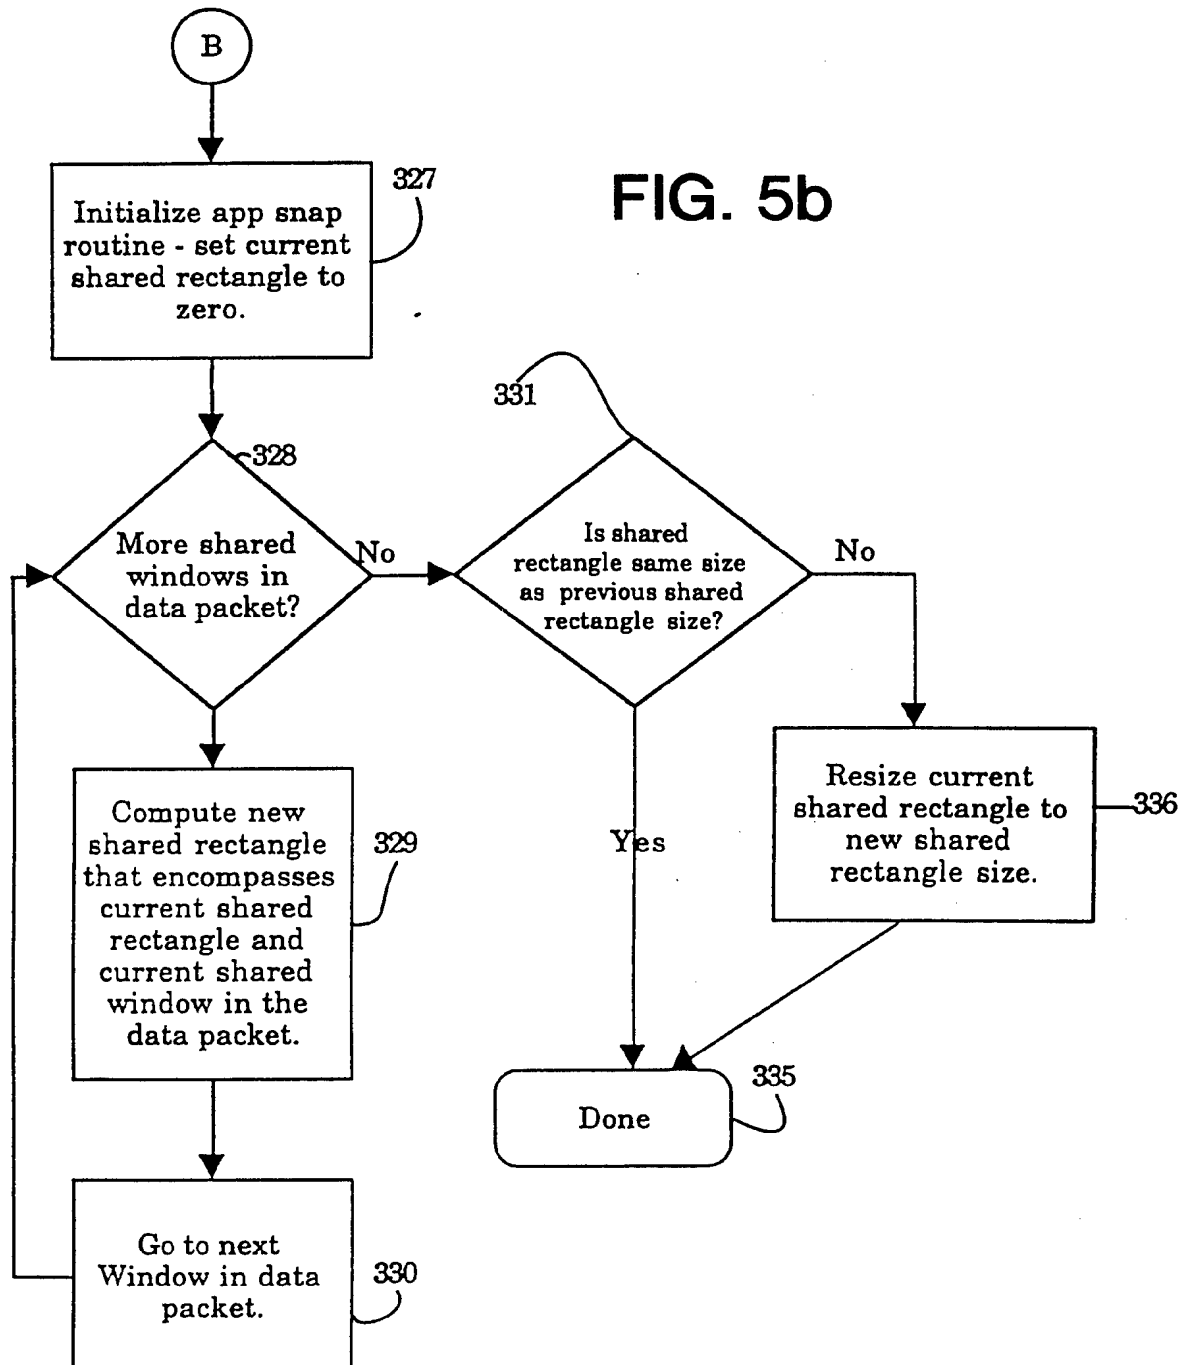 B
FIG. 5b
327
Initialize app snap
routine - set current
shared rectangle to
zero.
331
328
More shared
windows in
data packet?
No
Is shared
rectangle same size
as previous shared
rectangle size?
No
Yes
Compute new
shared rectangle
that encompasses
current shared
rectangle and
current shared
window in the
data packet.
329
Resize current
shared rectangle to
new shared
rectangle size.
336
Done
335
Go to next
Window in data
packet.
330